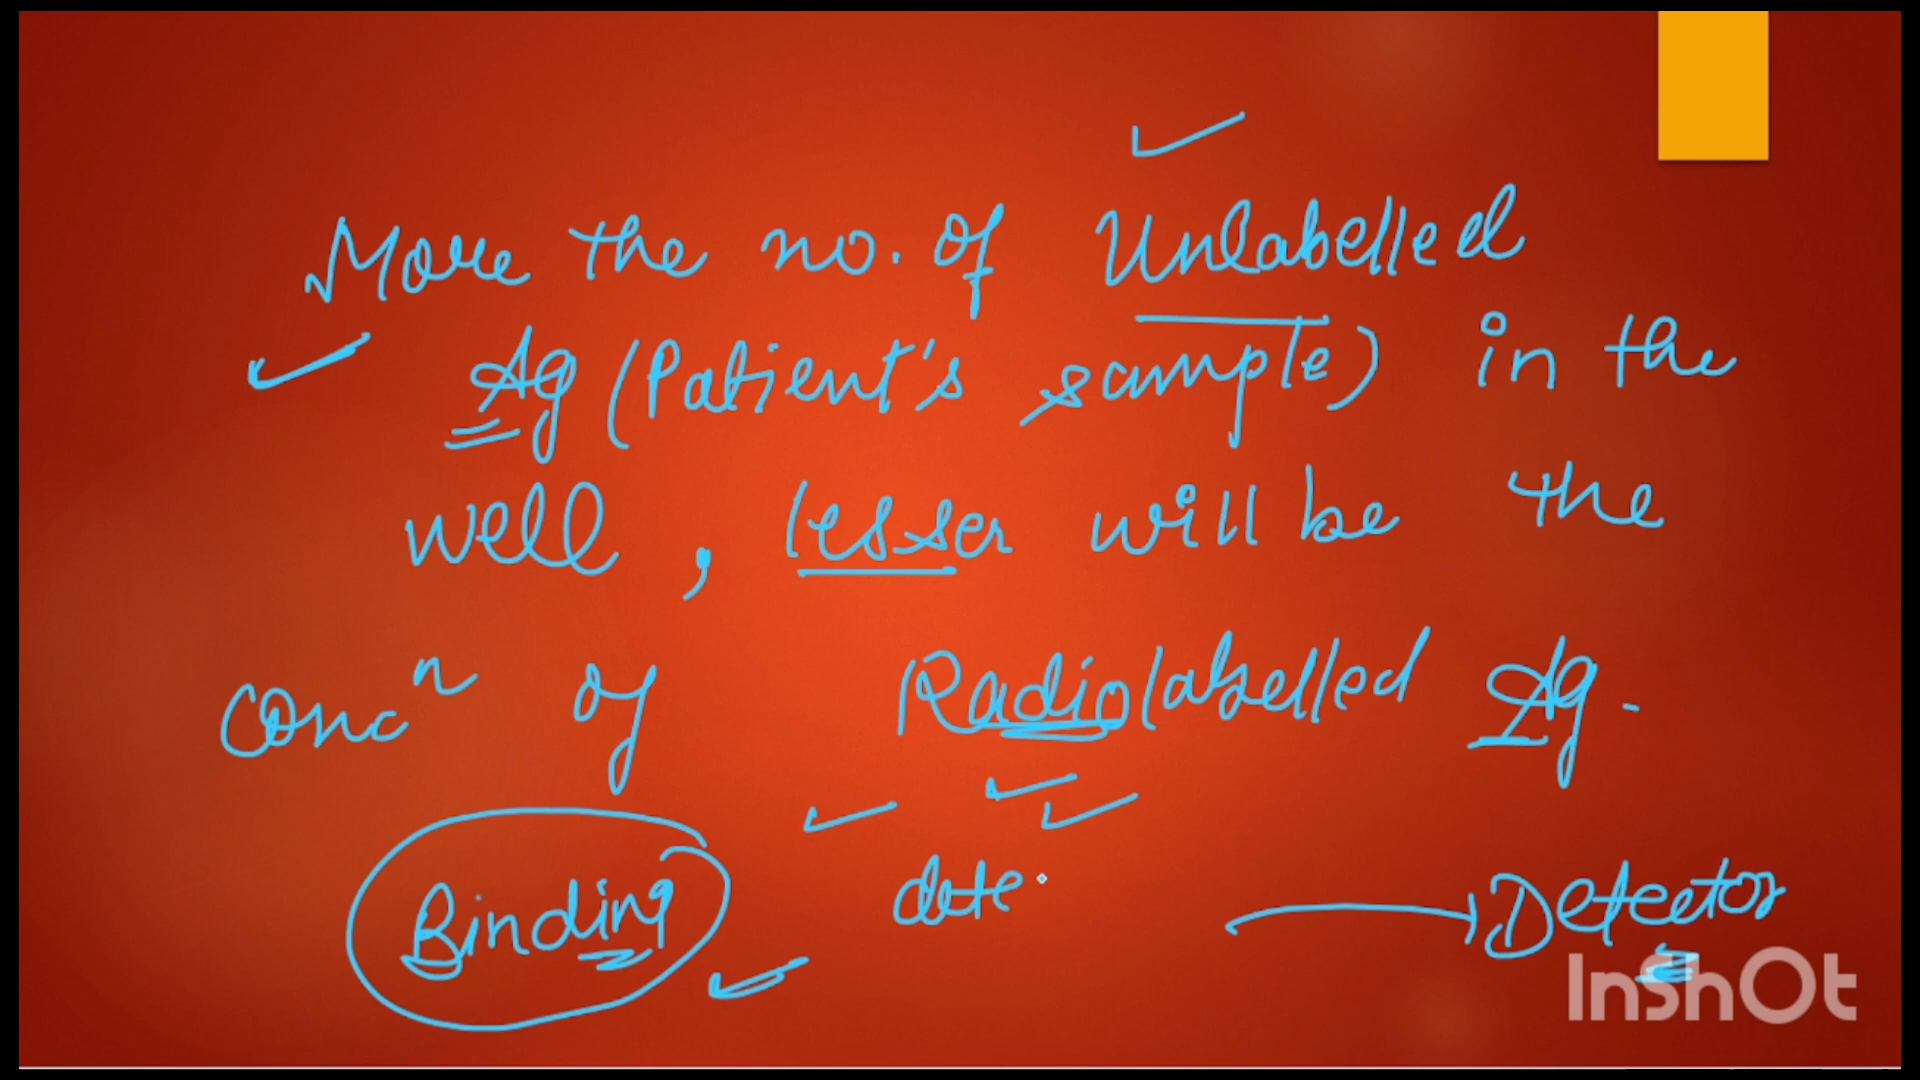 More the no. of Unlabelled
Ag (Patient's sample) in the
well, lesser will be the
concⁿ of Radiolabelled Ag.
Binding dete Detector
InShOt